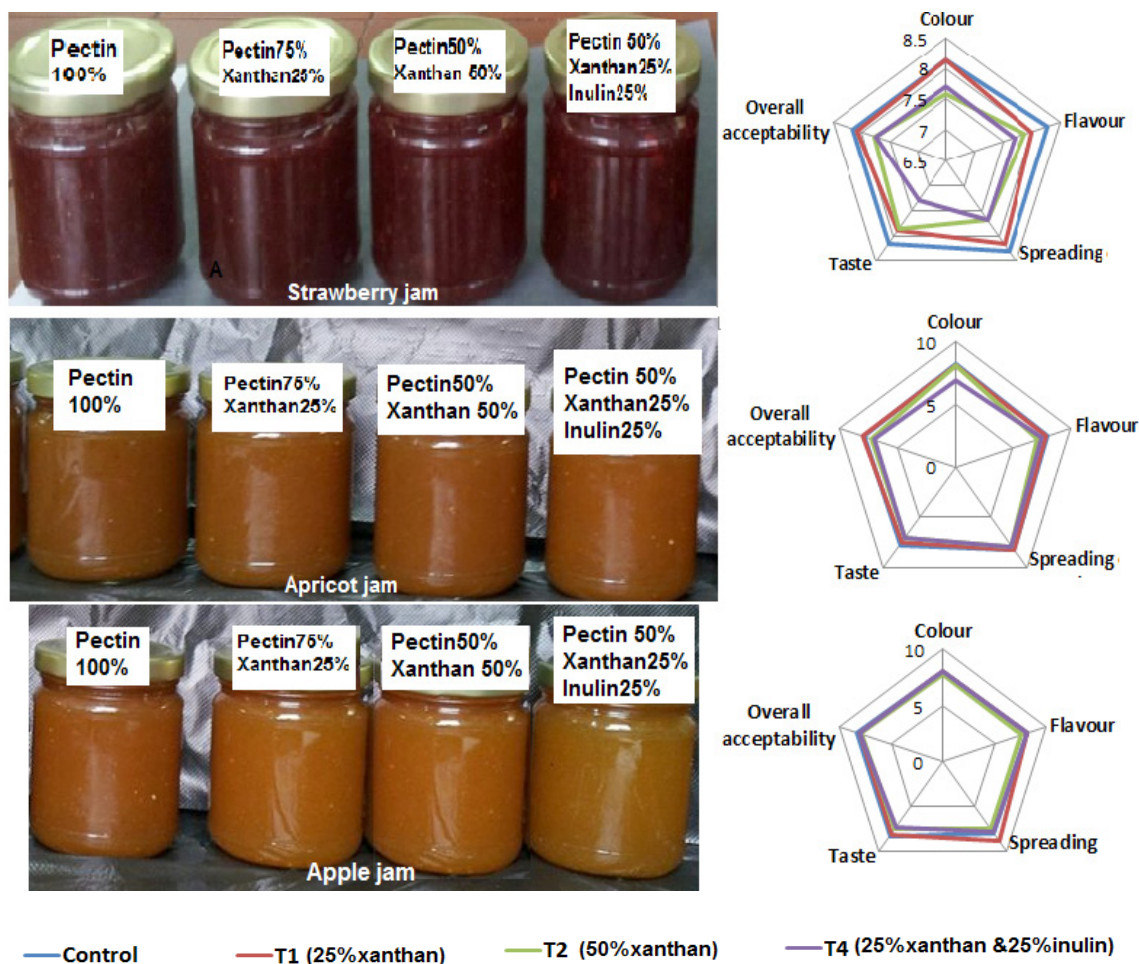 Pectin
100%
Pectin75%
Xanthan25%
Pectin50%
Xanthan 50%
Pectin 50%
Xanthan25%
Inulin25%
A
Strawberry jam
Colour
8.5
8
7.5
7
6.5
Overall
acceptability
Flavour
Taste
Spreading
Pectin
100%
Pectin75%
Xanthan25%
Pectin50%
Xanthan 50%
Pectin 50%
Xanthan25%
Inulin25%
Apricot jam
Colour
10
5
0
Overall
acceptability
Flavour
Taste
Spreading
Pectin
100%
Pectin75%
Xanthan25%
Pectin50%
Xanthan 50%
Pectin 50%
Xanthan25%
Inulin25%
Apple jam
Colour
10
5
0
Overall
acceptability
Flavour
Taste
Spreading
Control
T1 (25%xanthan)
T2 (50%xanthan)
T4 (25%xanthan &25%inulin)